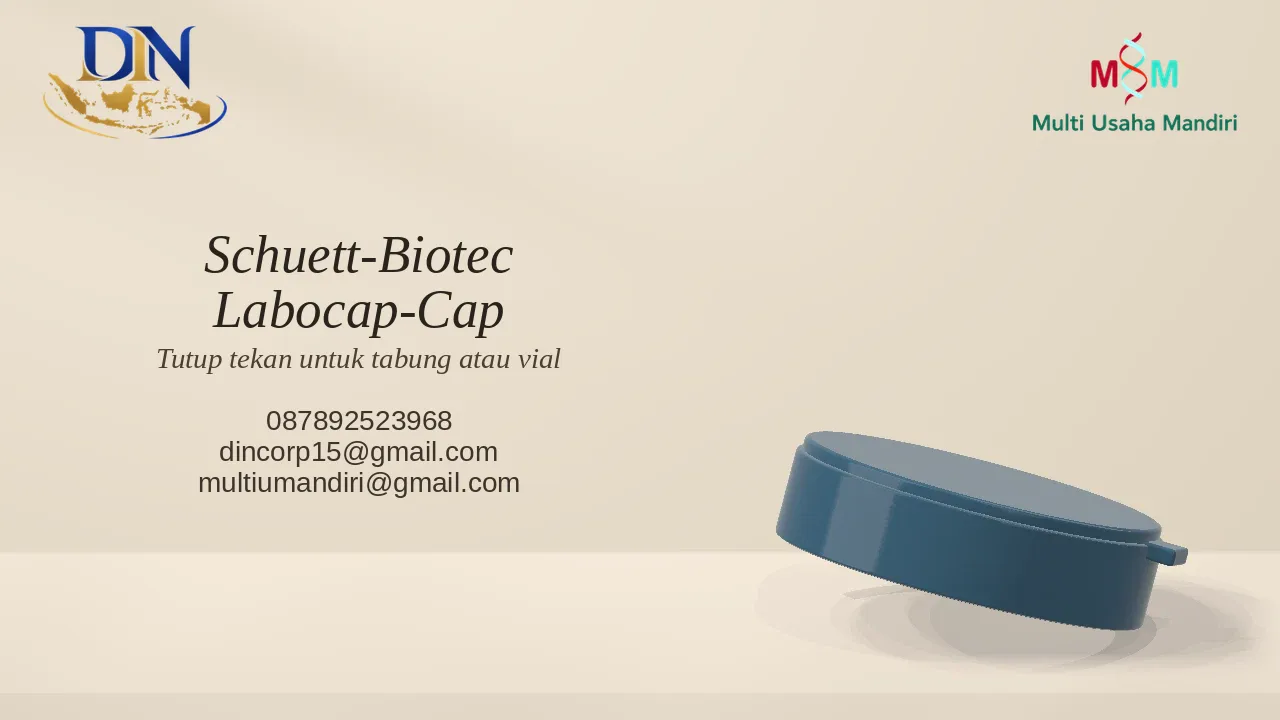 DIN
MSM
Multi Usaha Mandiri
Schuett-Biotec
Labocap-Cap
Tutup tekan untuk tabung atau vial
087892523968
dincorp15@gmail.com
multiumandiri@gmail.com